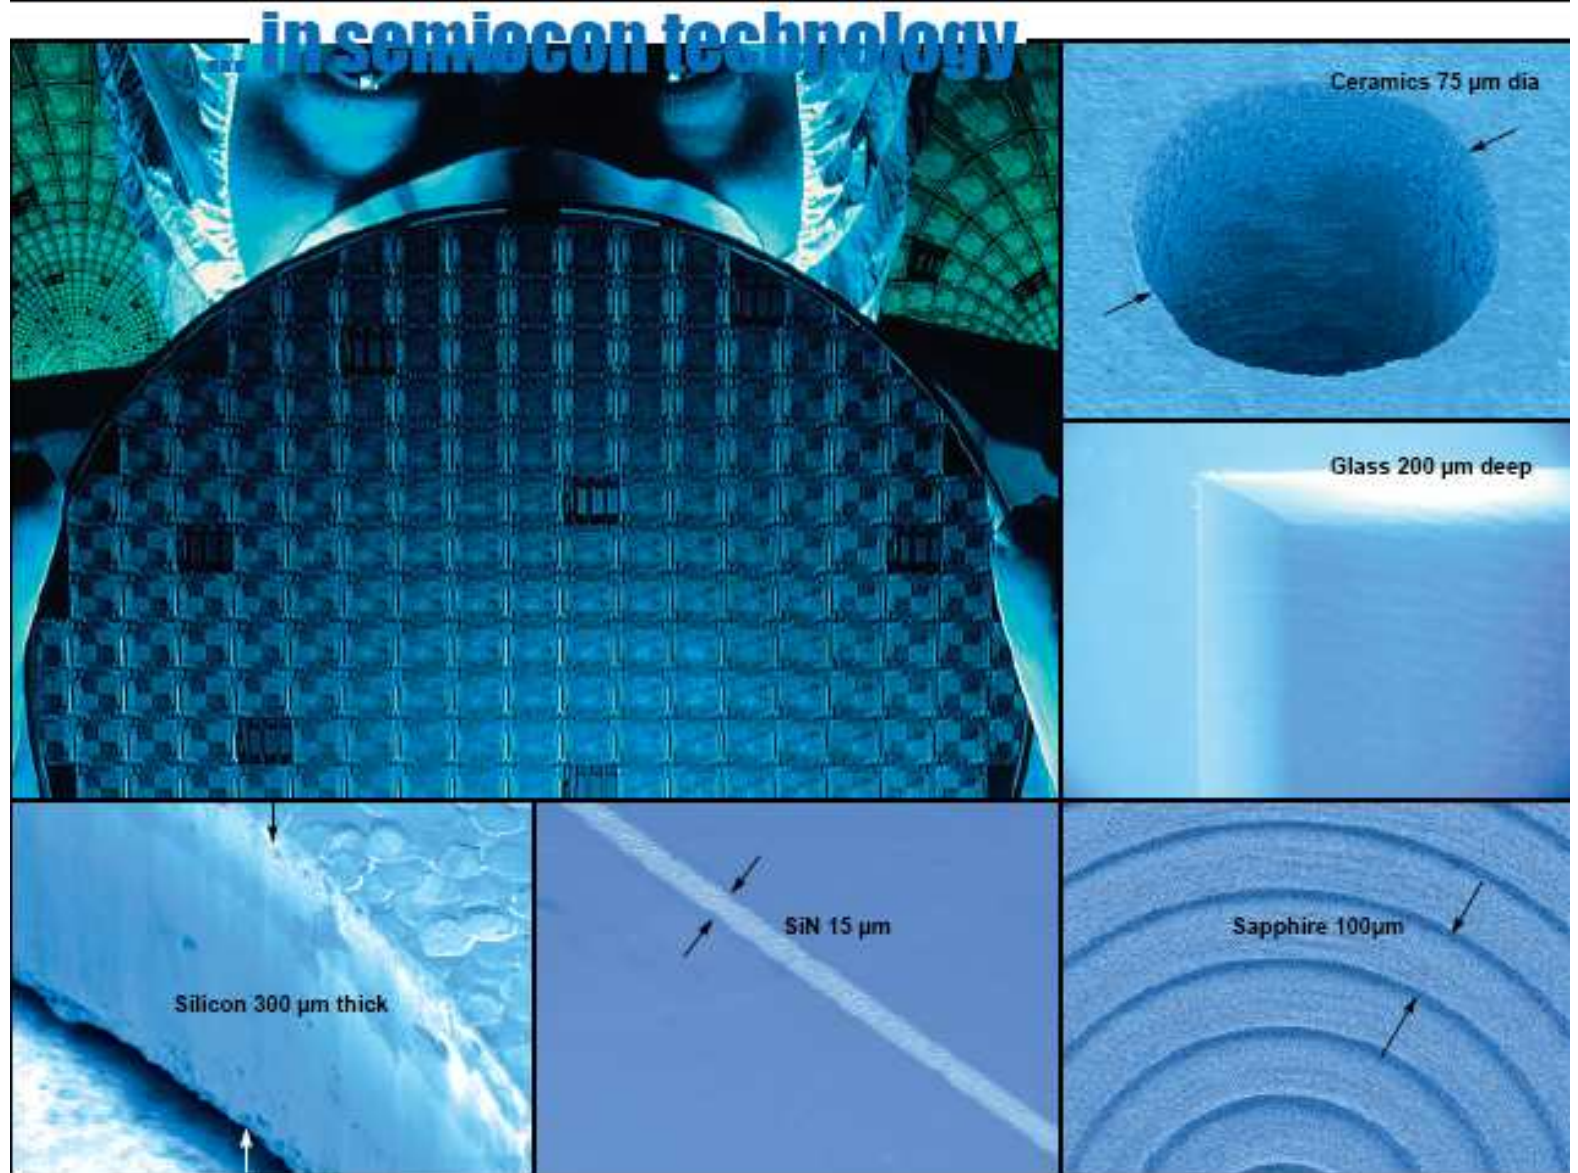 ... in semiocon technology
Ceramics 75 µm dia
Glass 200 µm deep
Silicon 300 µm thick
SiN 15 µm
Sapphire 100µm